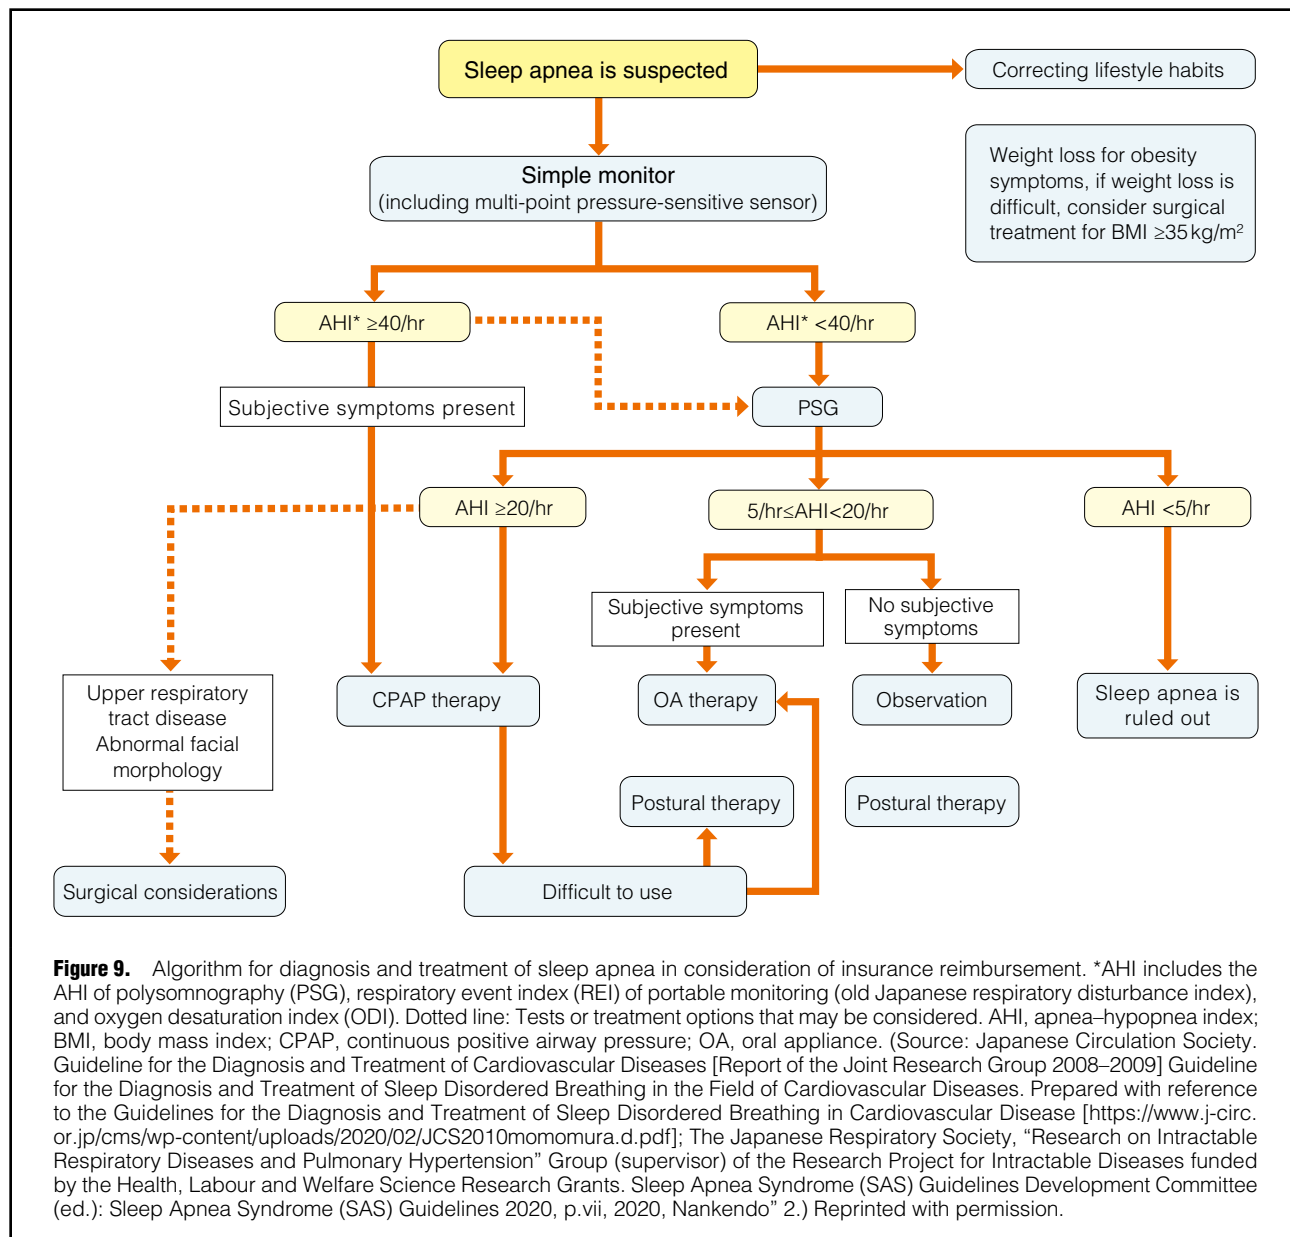 Sleep apnea is suspected
Correcting lifestyle habits
Weight loss for obesity
symptoms, if weight loss is
difficult, consider surgical
treatment for BMI ≥35 kg/m²
Simple monitor
(including multi-point pressure-sensitive sensor)
AHI* ≥40/hr
AHI* <40/hr
Subjective symptoms present
PSG
AHI ≥20/hr
5/hr≤AHI<20/hr
AHI <5/hr
Subjective symptoms
present
No subjective
symptoms
Upper respiratory
tract disease
Abnormal facial
morphology
CPAP therapy
OA therapy
Observation
Sleep apnea is
ruled out
Postural therapy
Postural therapy
Surgical considerations
Difficult to use
Figure 9. Algorithm for diagnosis and treatment of sleep apnea in consideration of insurance reimbursement. *AHI includes the
AHI of polysomnography (PSG), respiratory event index (REI) of portable monitoring (old Japanese respiratory disturbance index),
and oxygen desaturation index (ODI). Dotted line: Tests or treatment options that may be considered. AHI, apnea–hypopnea index;
BMI, body mass index; CPAP, continuous positive airway pressure; OA, oral appliance. (Source: Japanese Circulation Society.
Guideline for the Diagnosis and Treatment of Cardiovascular Diseases [Report of the Joint Research Group 2008–2009] Guideline
for the Diagnosis and Treatment of Sleep Disordered Breathing in the Field of Cardiovascular Diseases. Prepared with reference
to the Guidelines for the Diagnosis and Treatment of Sleep Disordered Breathing in Cardiovascular Disease [https://www.j-circ.
or.jp/cms/wp-content/uploads/2020/02/JCS2010momomura.d.pdf]; The Japanese Respiratory Society, “Research on Intractable
Respiratory Diseases and Pulmonary Hypertension” Group (supervisor) of the Research Project for Intractable Diseases funded
by the Health, Labour and Welfare Science Research Grants. Sleep Apnea Syndrome (SAS) Guidelines Development Committee
(ed.): Sleep Apnea Syndrome (SAS) Guidelines 2020, p.vii, 2020, Nankendo” 2.) Reprinted with permission.